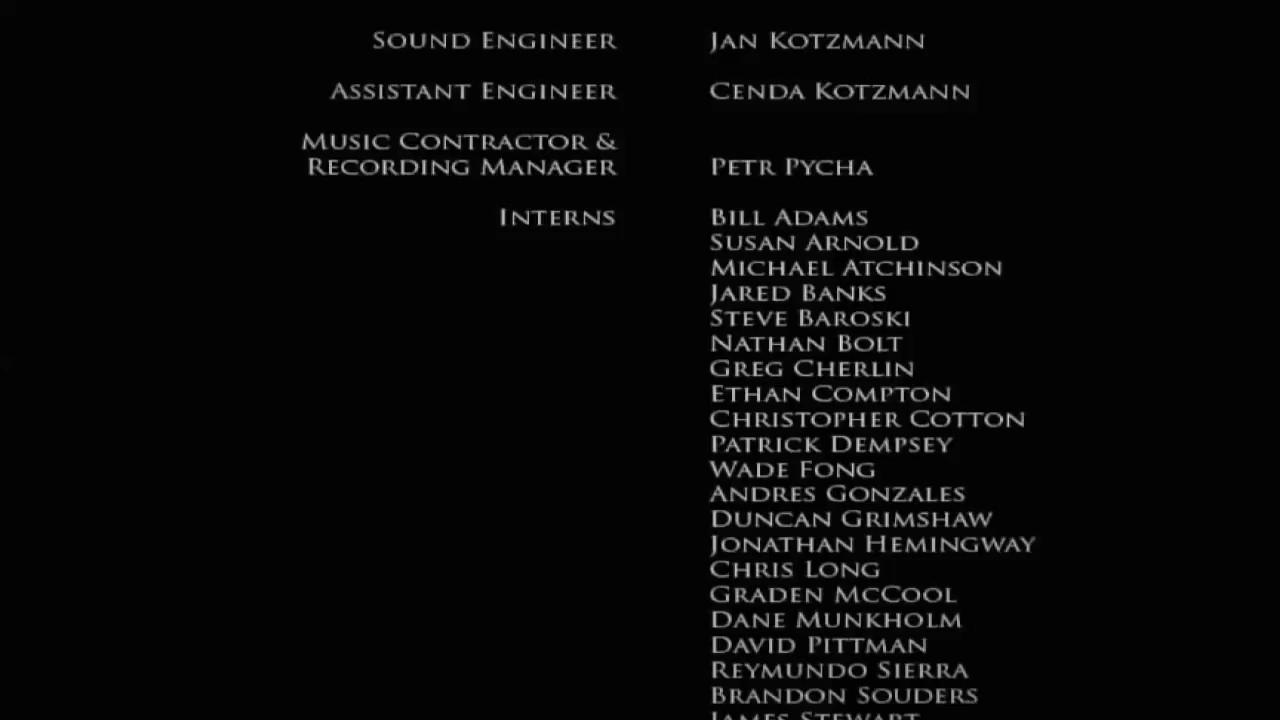 SOUND ENGINEER JAN KOTZMANN
ASSISTANT ENGINEER CENDA KOTZMANN
MUSIC CONTRACTOR &
RECORDING MANAGER PETR PYCHA
INTERNS BILL ADAMS
SUSAN ARNOLD
MICHAEL ATCHINSON
JARED BANKS
STEVE BAROSKI
NATHAN BOLT
GREG CHERLIN
ETHAN COMPTON
CHRISTOPHER COTTON
PATRICK DEMPSEY
WADE FONG
ANDRES GONZALES
DUNCAN GRIMSHAW
JONATHAN HEMINGWAY
CHRIS LONG
GRADEN MCCOOL
DANE MUNKHOLM
DAVID PITTMAN
REYMUNDO SIERRA
BRANDON SOUDERS
JAMES STEWART